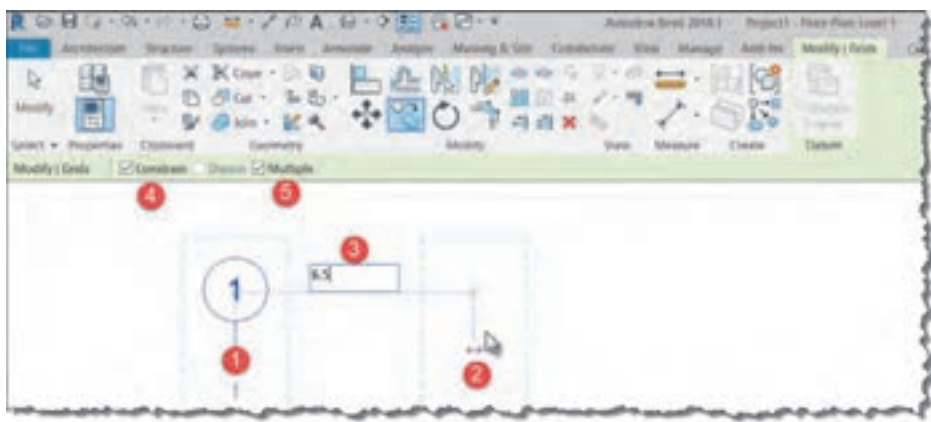 R A Autodesk Revit 2018.1 Project1 - Floor Plan: Level 1
File Architecture Structure Systems Insert Annotate Analyze Massing & Site Collaborate View Manage Add-Ins Modify | Grids
Cope
Cut
Modify Join
Select Properties Clipboard Geometry Modify View Measure Create Datum
Modify | Grids Constrain Disjoin Multiple
4 5
3
1 6.5
1 2